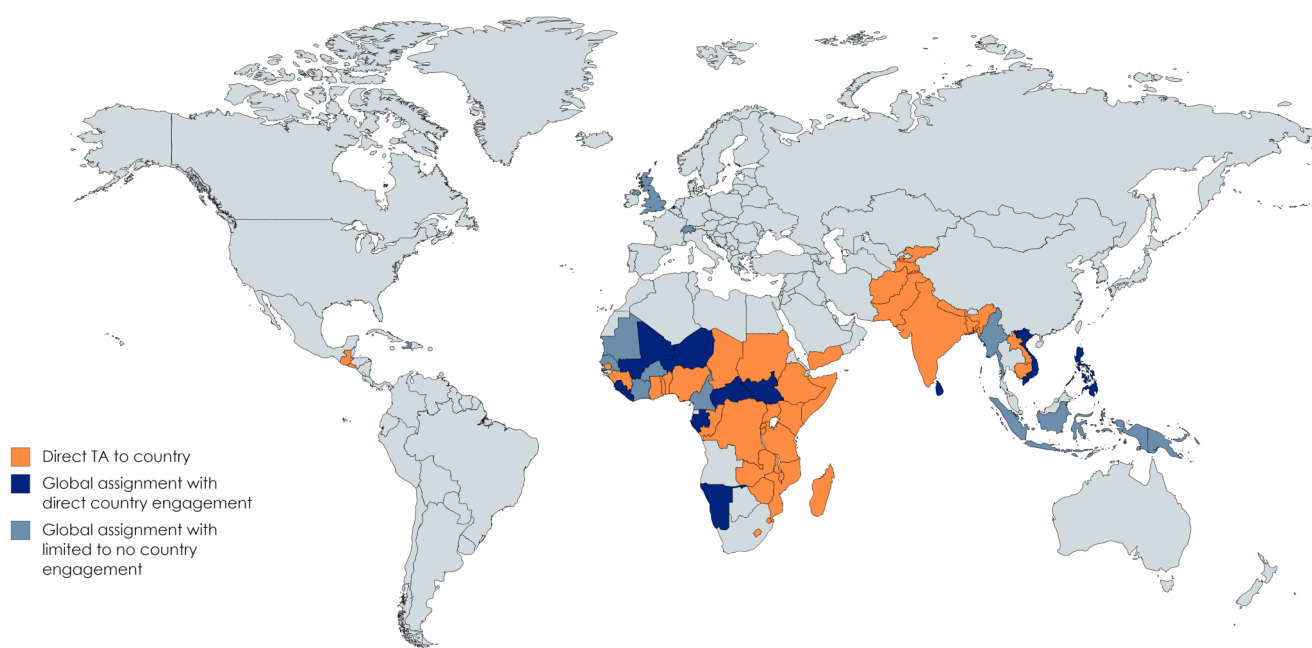 Direct TA to country
Global assignment with
direct country engagement
Global assignment with
limited to no country
engagement